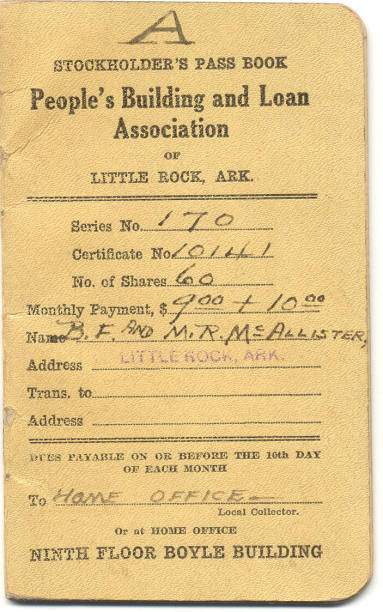 A
STOCKHOLDER'S PASS BOOK
People's Building and Loan
Association
OF
LITTLE ROCK, ARK.
Series No. 170
Certificate No. 10141
No. of Shares 60
Monthly Payment, $ 9 00 + 10 00
Name B. F. AND M. R. McALLISTER,
Address LITTLE ROCK, ARK.
Trans. to
Address
DUES PAYABLE ON OR BEFORE THE 10th DAY
OF EACH MONTH
To HOME OFFICE
Local Collector.
Or at HOME OFFICE
NINTH FLOOR BOYLE BUILDING